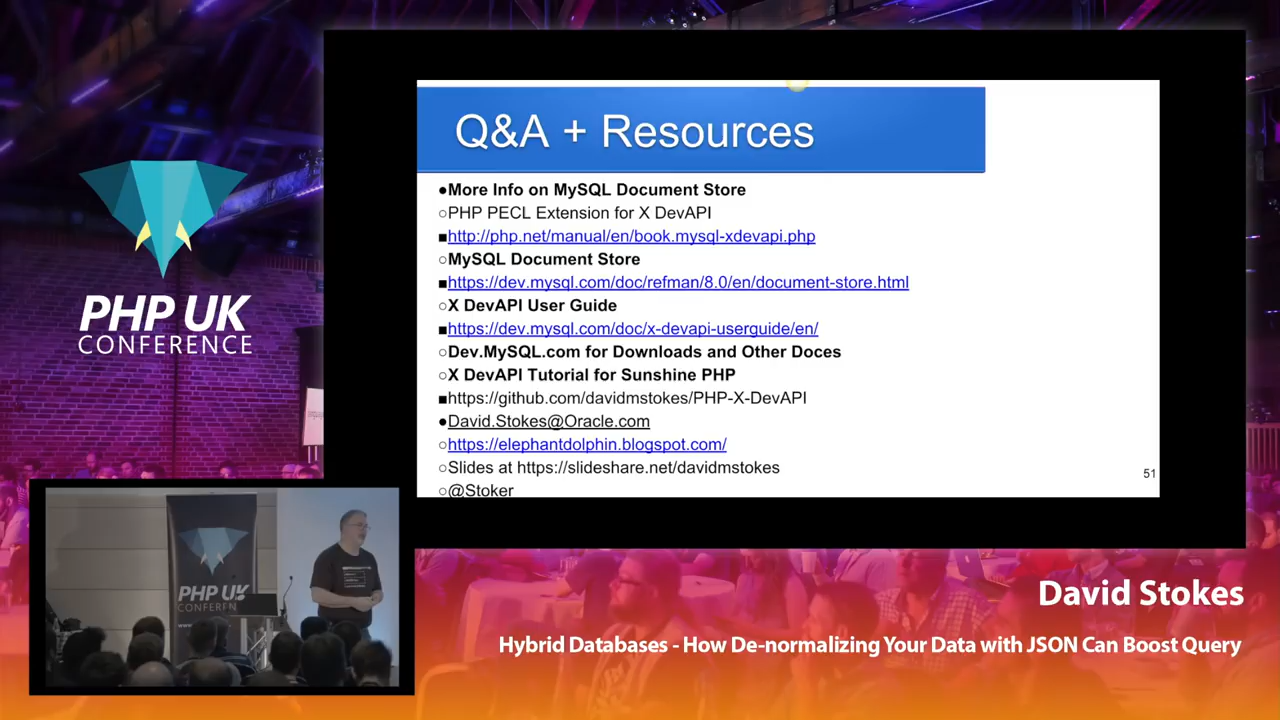 Q&A + Resources
●More Info on MySQL Document Store
○PHP PECL Extension for X DevAPI
■http://php.net/manual/en/book.mysql-xdevapi.php
○MySQL Document Store
■https://dev.mysql.com/doc/refman/8.0/en/document-store.html
○X DevAPI User Guide
■https://dev.mysql.com/doc/x-devapi-userguide/en/
○Dev.MySQL.com for Downloads and Other Doces
○X DevAPI Tutorial for Sunshine PHP
■https://github.com/davidmstokes/PHP-X-DevAPI
●David.Stokes@Oracle.com
○https://elephantdolphin.blogspot.com/
○Slides at https://slideshare.net/davidmstokes
○@Stoker
51
PHP UK
CONFERENCE
PHP UK
CONFEREN
David Stokes
Hybrid Databases - How De-normalizing Your Data with JSON Can Boost Query